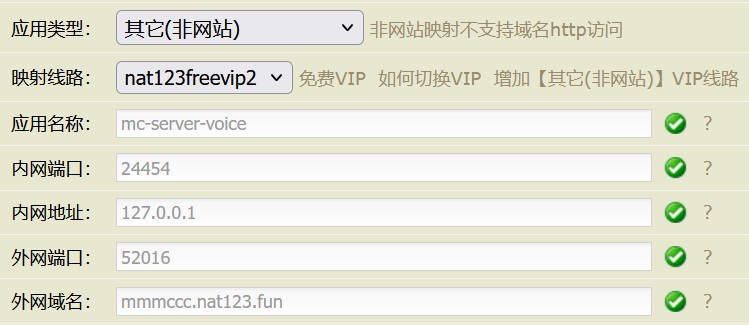 应用类型： 其它(非网站) 非网站映射不支持域名http访问
映射线路： nat123freevip2 免费VIP 如何切换VIP 增加【其它(非网站)】VIP线路
应用名称： mc-server-voice ?
内网端口： 24454 ?
内网地址： 127.0.0.1 ?
外网端口： 52016 ?
外网域名： mmmccc.nat123.fun ?